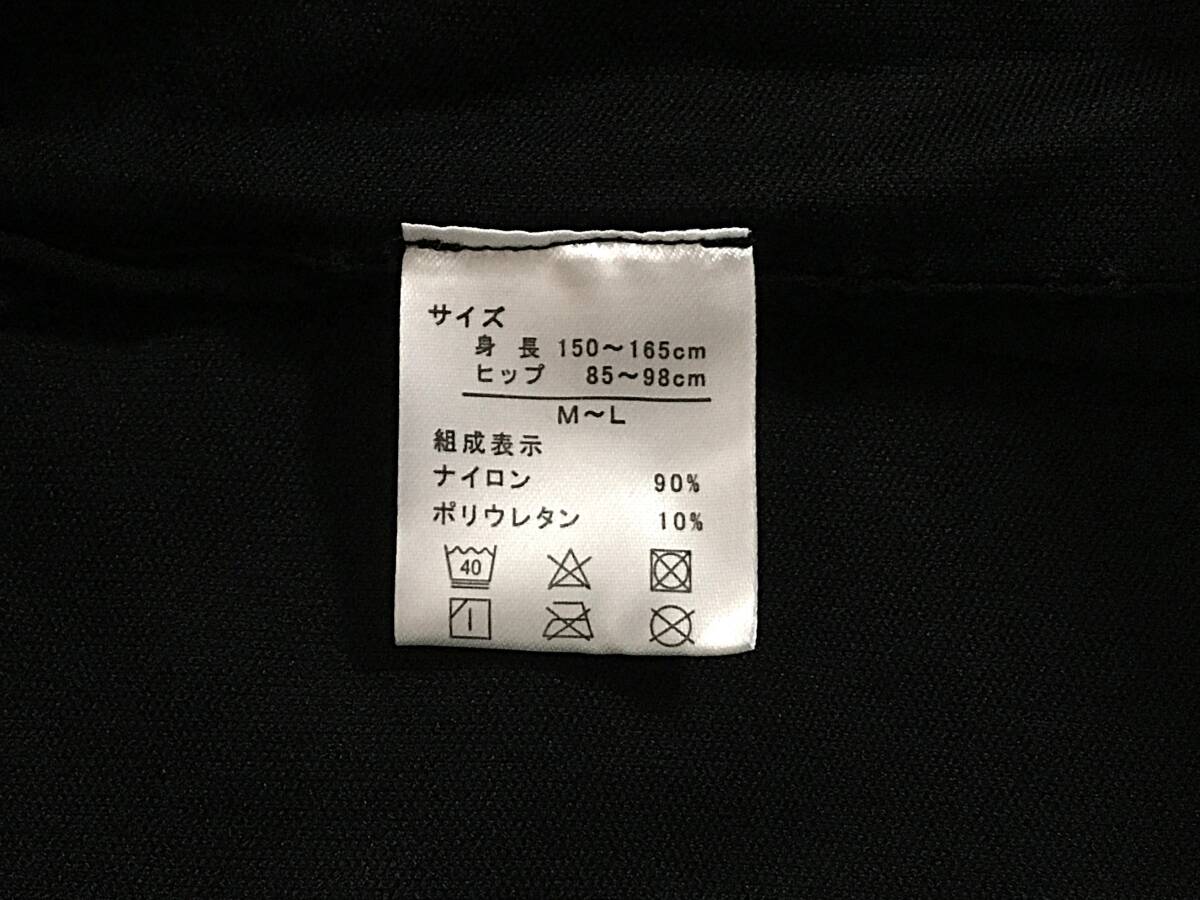 サイズ
身 長 150～165cm
ヒップ 85～98cm
M～L
組成表示
ナイロン 90%
ポリウレタン 10%
40